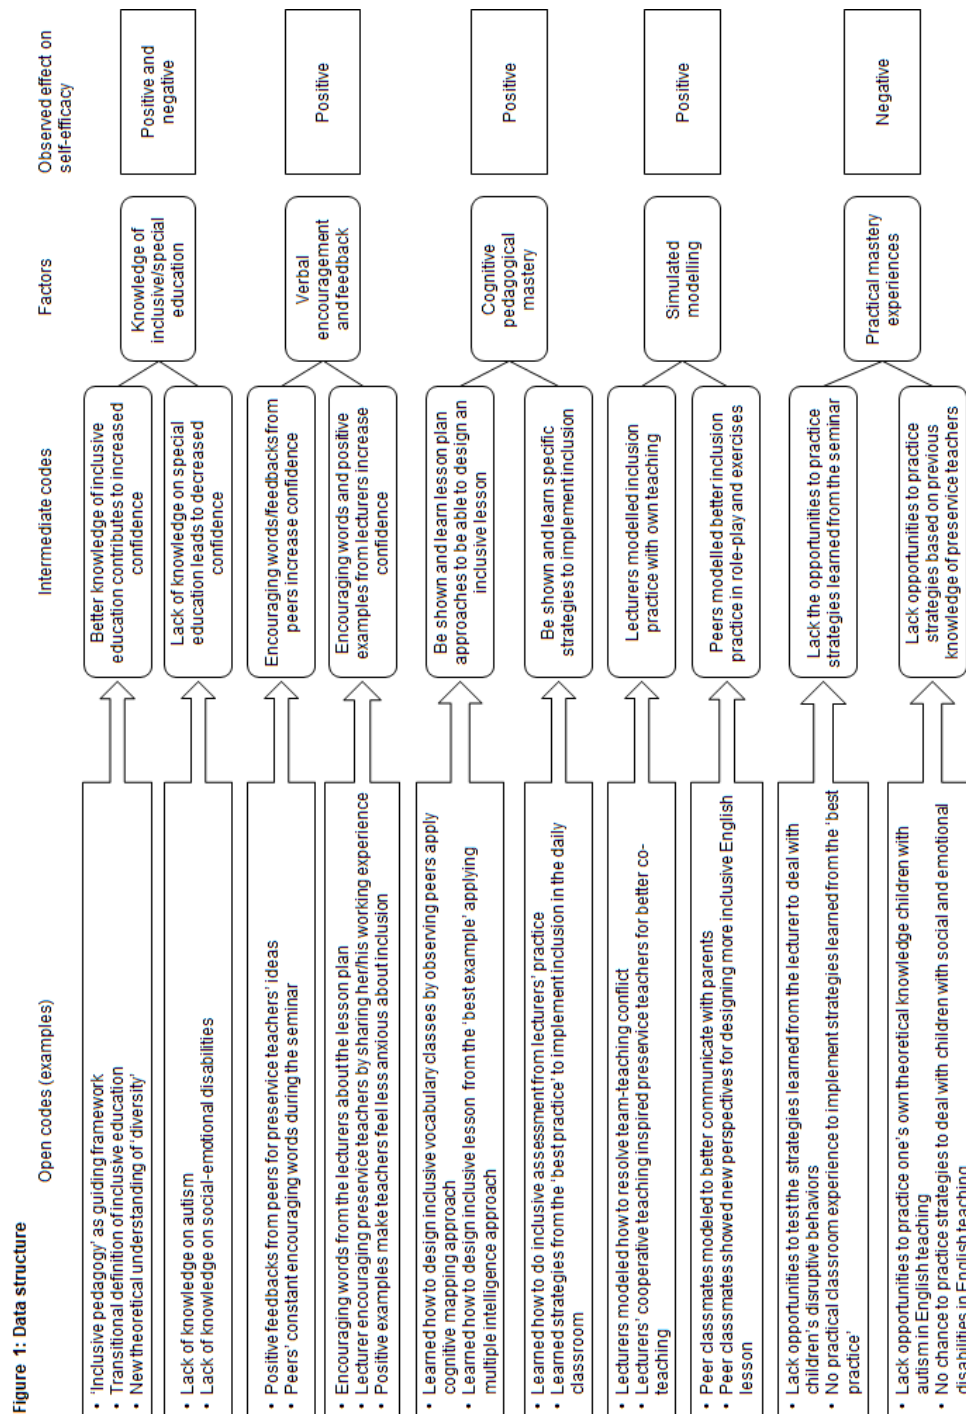 Figure 1: Data structure
Open codes (examples)
Intermediate codes
Factors
Observed effect on
self-efficacy
• ‘Inclusive pedagogy’ as guiding framework
• Transitional definition of inclusive education
• New theoretical understanding of ‘diversity’
Better knowledge of inclusive
education contributes to increased
confidence
• Lack of knowledge on autism
• Lack of knowledge on social-emotional disabilities
Lack of knowledge on special
education leads to decreased
confidence
Knowledge of
inclusive/special
education
Positive and
negative
• Positive feedbacks from peers for preservice teachers’ ideas
• Peers’ constant encouraging words during the seminar
Encouraging words/feedbacks from
peers increase confidence
• Encouraging words from the lecturers about the lesson plan
• Lecturer encouraging preservice teachers by sharing her/his working experience
• Positive examples make teachers feel less anxious about inclusion
Encouraging words and positive
examples from lecturers increase
confidence
Verbal
encouragement
and feedback
Positive
• Learned how to design inclusive vocabulary classes by observing peers apply
cognitive mapping approach
• Learned how to design inclusive lesson from the ‘best example’ applying
multiple intelligence approach
Be shown and learn lesson plan
approaches to be able to design an
inclusive lesson
• Learned how to do inclusive assessment from lecturers’ practice
• Learned strategies from the ‘best practice’ to implement inclusion in the daily
classroom
Be shown and learn specific
strategies to implement inclusion
Cognitive
pedagogical
mastery
Positive
• Lecturers modeled how to resolve team-teaching conflict
• Lecturers’ cooperative teaching inspired preservice teachers for better co-
teaching
Lecturers modelled inclusion
practice with own teaching
• Peer classmates modeled to better communicate with parents
• Peer classmates showed new perspectives for designing more inclusive English
lesson
Peers modelled better inclusion
practice in role-play and exercises
Simulated
modelling
Positive
• Lack opportunities to test the strategies learned from the lecturer to deal with
children’s disruptive behaviors
• No practical classroom experience to implement strategies learned from the ‘best
practice’
Lack the opportunities to practice
strategies learned from the seminar
• Lack opportunities to practice one’s own theoretical knowledge children with
autism in English teaching
• No chance to practice strategies to deal with children with social and emotional
disabilities in English teaching
Lack opportunities to practice
strategies based on previous
knowledge of preservice teachers
Practical mastery
experiences
Negative